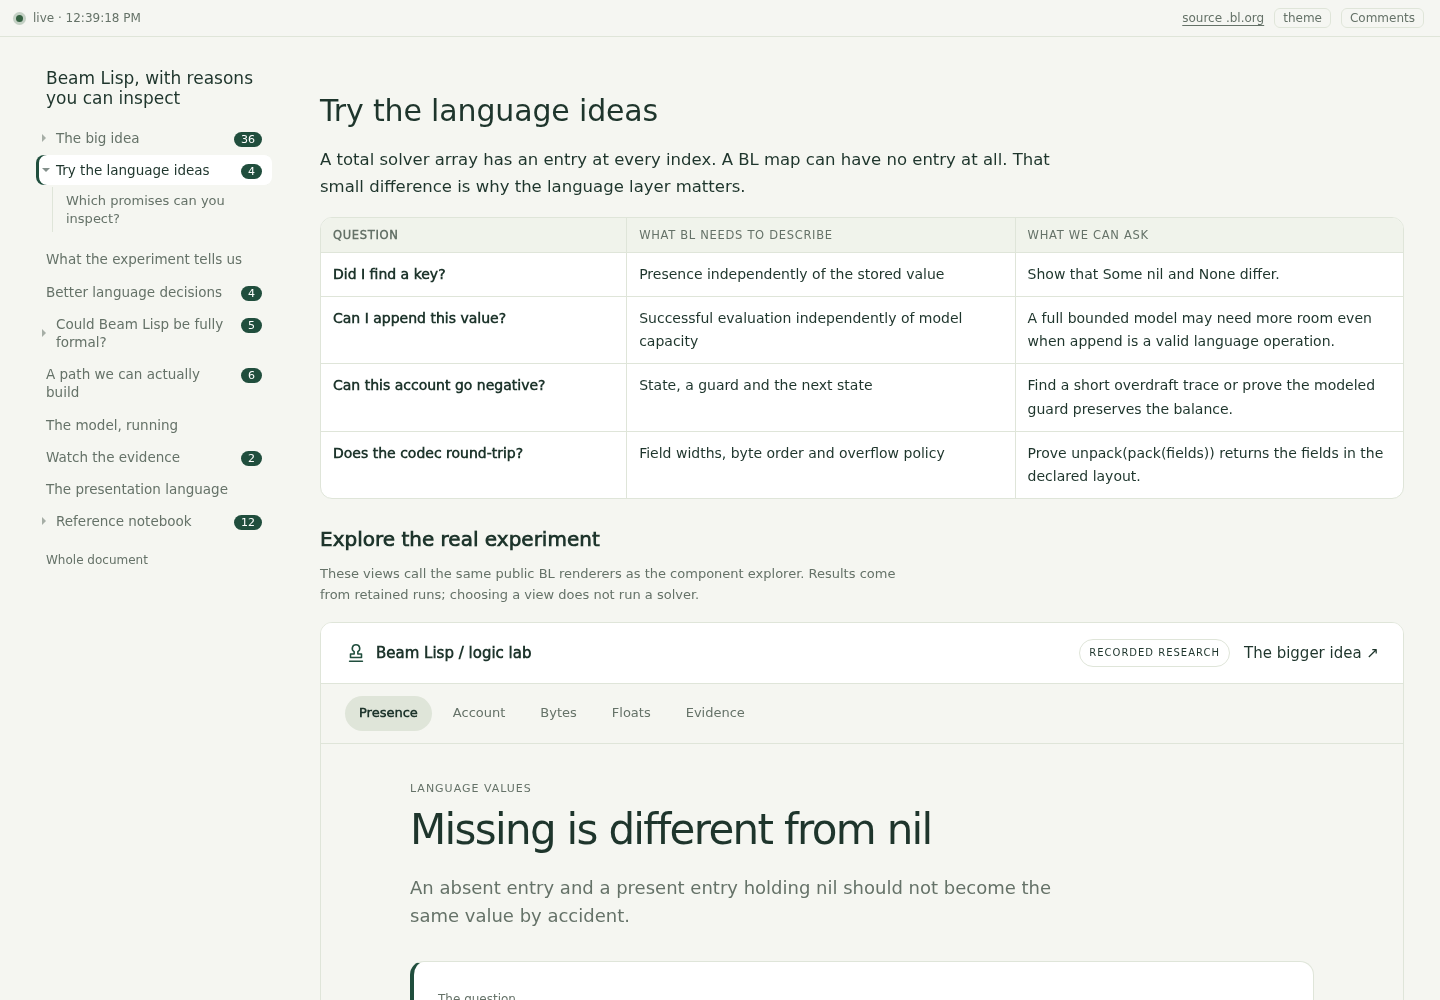 live · 12:39:18 PM
source .bl.org
theme
Comments
Beam Lisp, with reasons
you can inspect
The big idea
36
Try the language ideas
4
Which promises can you
inspect?
What the experiment tells us
Better language decisions
4
Could Beam Lisp be fully
formal?
5
A path we can actually
build
6
The model, running
Watch the evidence
2
The presentation language
Reference notebook
12
Whole document
Try the language ideas
A total solver array has an entry at every index. A BL map can have no entry at all. That
small difference is why the language layer matters.
QUESTION
WHAT BL NEEDS TO DESCRIBE
WHAT WE CAN ASK
Did I find a key?
Presence independently of the stored value
Show that Some nil and None differ.
Can I append this value?
Successful evaluation independently of model
capacity
A full bounded model may need more room even
when append is a valid language operation.
Can this account go negative?
State, a guard and the next state
Find a short overdraft trace or prove the modeled
guard preserves the balance.
Does the codec round-trip?
Field widths, byte order and overflow policy
Prove unpack(pack(fields)) returns the fields in the
declared layout.
Explore the real experiment
These views call the same public BL renderers as the component explorer. Results come
from retained runs; choosing a view does not run a solver.
Beam Lisp / logic lab
RECORDED RESEARCH
The bigger idea ↗
Presence
Account
Bytes
Floats
Evidence
LANGUAGE VALUES
Missing is different from nil
An absent entry and a present entry holding nil should not become the
same value by accident.
The question